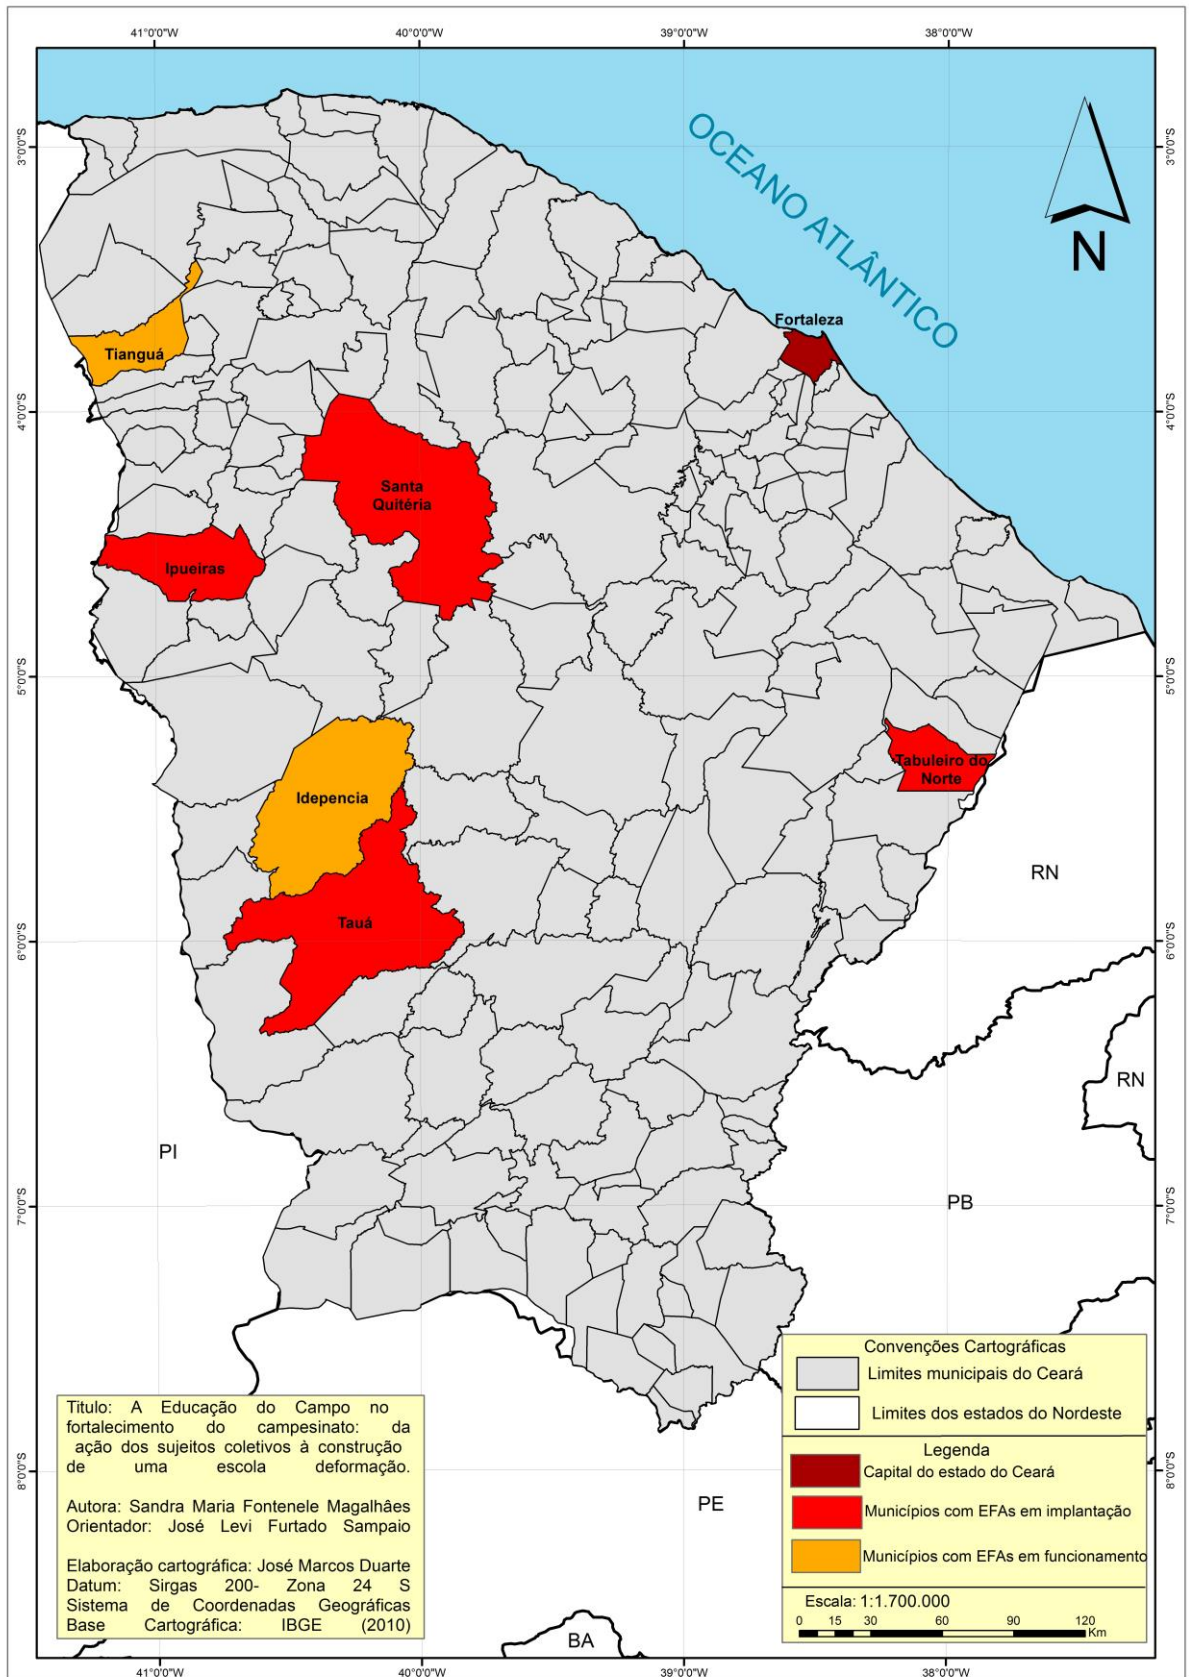 41°0'0"W
40°0'0"W
39°0'0"W
38°0'0"W
3°0'0"S
3°0'0"S
OCEANO ATLÂNTICO
N
Fortaleza
Tianguá
4°0'0"S
4°0'0"S
Santa
Quitéria
Ipueiras
5°0'0"S
5°0'0"S
Tabuleiro do
Norte
Idepencia
RN
Tauá
6°0'0"S
6°0'0"S
RN
PI
PB
7°0'0"S
7°0'0"S
Convenções Cartográficas
Limites municipais do Ceará
Limites dos estados do Nordeste
Legenda
Capital do estado do Ceará
Municípios com EFAs em implantação
Municípios com EFAs em funcionamento
Escala: 1:1.700.000
0 15 30 60 90 120
Km
Titulo: A Educação do Campo no
fortalecimento do campesinato: da
ação dos sujeitos coletivos à construção
de uma escola deformação.
Autora: Sandra Maria Fontenele Magalhães
Orientador: José Levi Furtado Sampaio
Elaboração cartográfica: José Marcos Duarte
Datum: Sirgas 200- Zona 24 S
Sistema de Coordenadas Geográficas
Base Cartográfica: IBGE (2010)
8°0'0"S
8°0'0"S
PE
BA
41°0'0"W
40°0'0"W
39°0'0"W
38°0'0"W